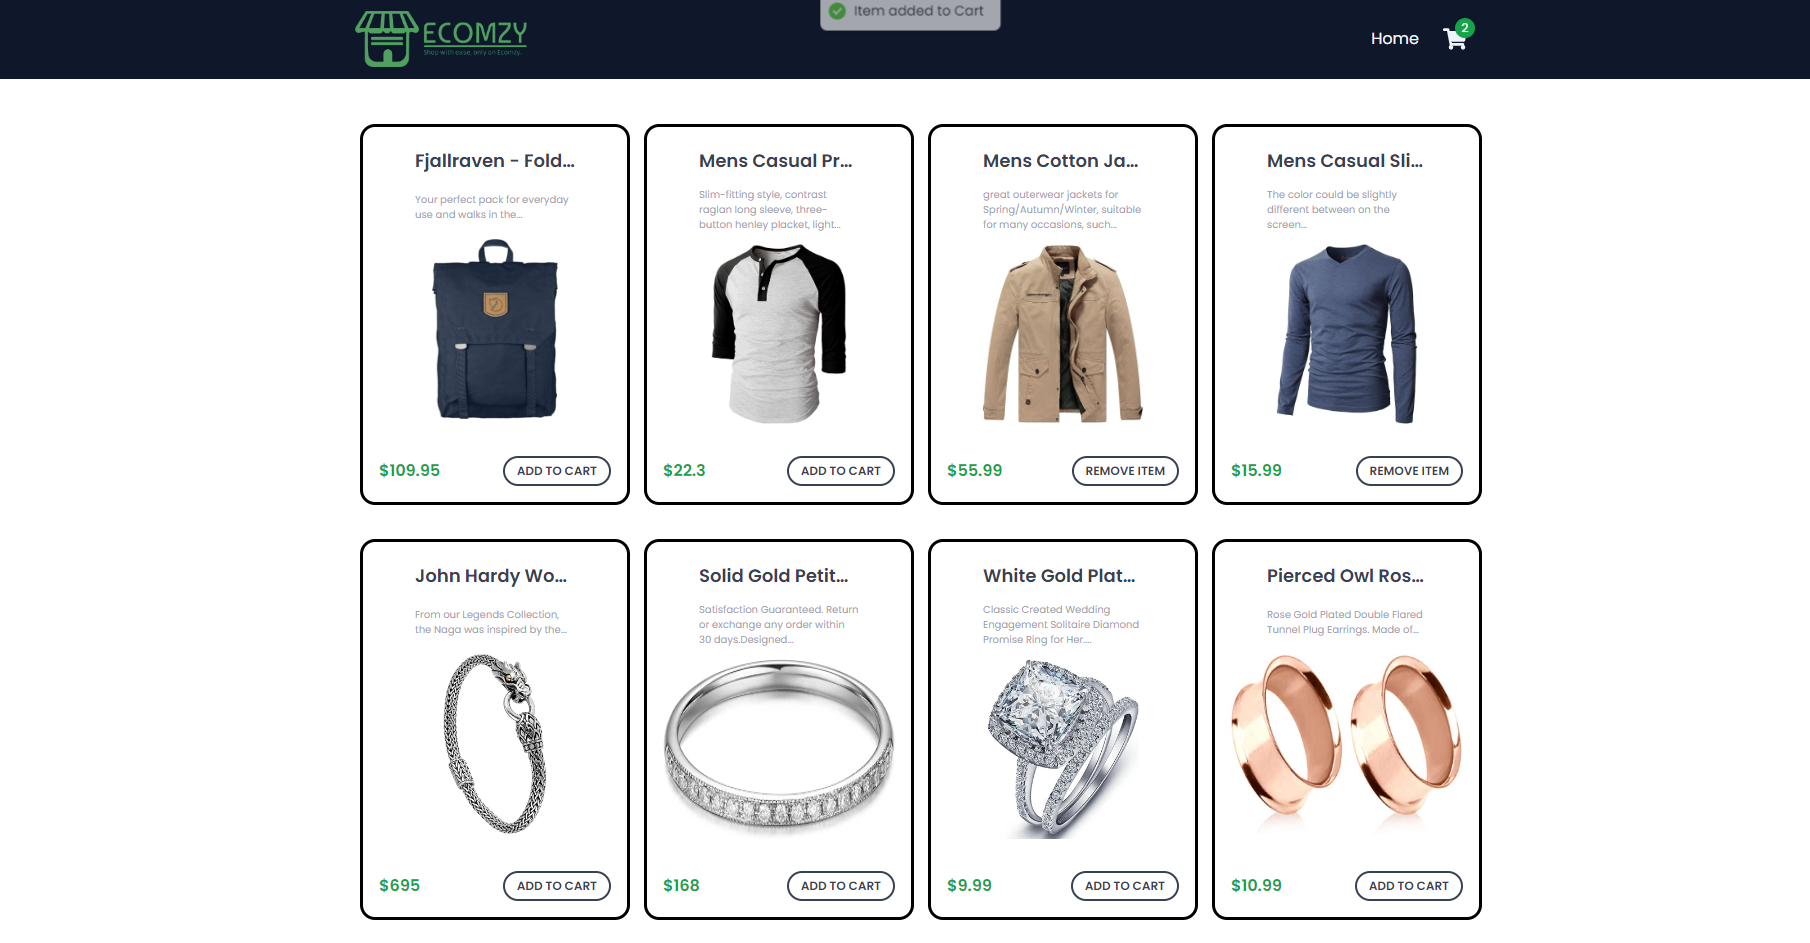 ECOMZY
Shop with ease, only on Ecomzy.
Item added to Cart
Home
2
Fjallraven - Fold...
Your perfect pack for everyday
use and walks in the...
$109.95
ADD TO CART
Mens Casual Pr...
Slim-fitting style, contrast
raglan long sleeve, three-
button henley placket, light...
$22.3
ADD TO CART
Mens Cotton Ja...
great outerwear jackets for
Spring/Autumn/Winter, suitable
for many occasions, such...
$55.99
REMOVE ITEM
Mens Casual Sli...
The color could be slightly
different between on the
screen...
$15.99
REMOVE ITEM
John Hardy Wo...
From our Legends Collection,
the Naga was inspired by the...
$695
ADD TO CART
Solid Gold Petit...
Satisfaction Guaranteed. Return
or exchange any order within
30 days.Designed...
$168
ADD TO CART
White Gold Plat...
Classic Created Wedding
Engagement Solitaire Diamond
Promise Ring for Her....
$9.99
ADD TO CART
Pierced Owl Ros...
Rose Gold Plated Double Flared
Tunnel Plug Earrings. Made of...
$10.99
ADD TO CART